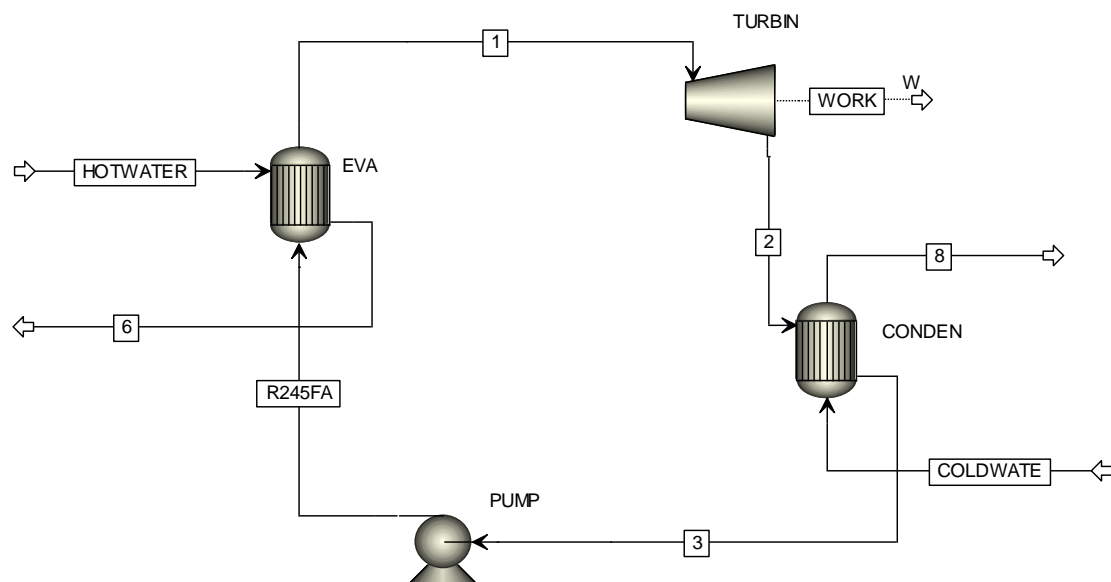 TURBIN
1
W
WORK
EVA
HOTWATER
2
8
6
CONDEN
R245FA
COLDWATE
PUMP
3